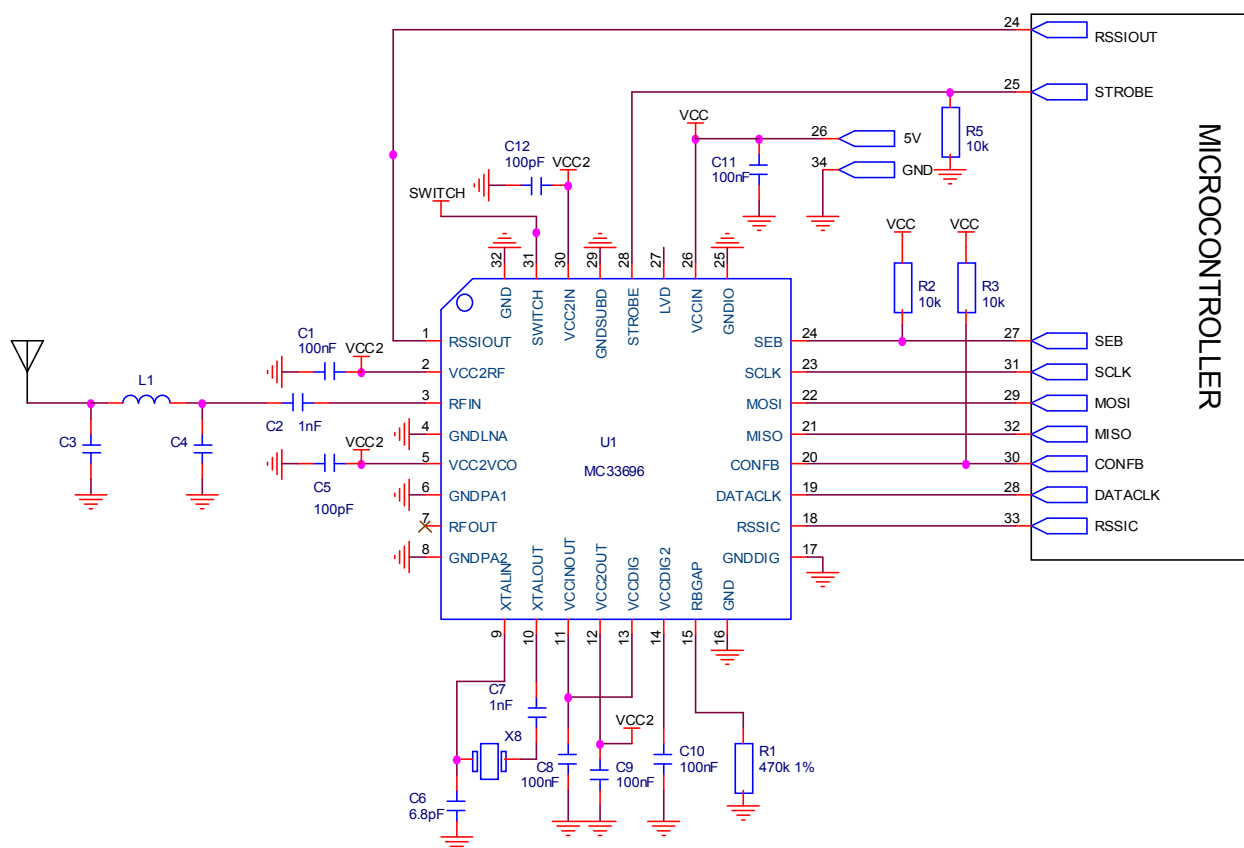 24
RSSIOUT
25
STROBE
R5
10k
MICROCONTROLLER
VCC
26
5V
34
GND
C11
100nF
C12
100pF
VCC2
SWITCH
VCC
VCC
R2
10k
R3
10k
32
31
30
29
28
27
26
25
GND
SWITCH
VCC2IN
GNDSUBD
STROBE
LVD
VCCIN
GNDIO
C1
100nF
VCC2
1
RSSIOUT
SEB
24
27
SEB
2
VCC2RF
SCLK
23
31
SCLK
L1
C2
1nF
3
RFIN
MOSI
22
29
MOSI
C3
C4
4
GNDLNA
U1
MC33696
MISO
21
32
MISO
VCC2
C5
100pF
5
VCC2VCO
CONFB
20
30
CONFB
6
GNDPA1
DATACLK
19
28
DATACLK
7
RFOUT
RSSIC
18
33
RSSIC
8
GNDPA2
GNDDIG
17
XTALIN
XTALOUT
VCCINOUT
VCC2OUT
VCCDIG
VCCDIG2
RBGAP
GND
9
10
11
12
13
14
15
16
C7
1nF
X8
C6
6.8pF
C8
100nF
VCC2
C9
100nF
C10
100nF
R1
470k 1%